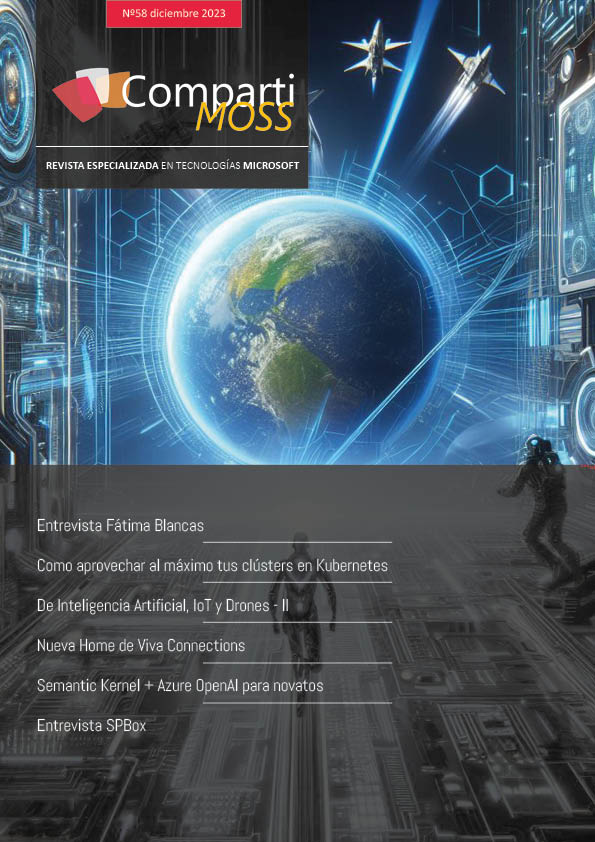 Nº58 diciembre 2023
Comparti
MOSS
REVISTA ESPECIALIZADA EN TECNOLOGÍAS MICROSOFT
Entrevista Fátima Blancas
Como aprovechar al máximo tus clústers en Kubernetes
De Inteligencia Artificial, IoT y Drones - II
Nueva Home de Viva Connections
Semantic Kernel + Azure OpenAI para novatos
Entrevista SPBox